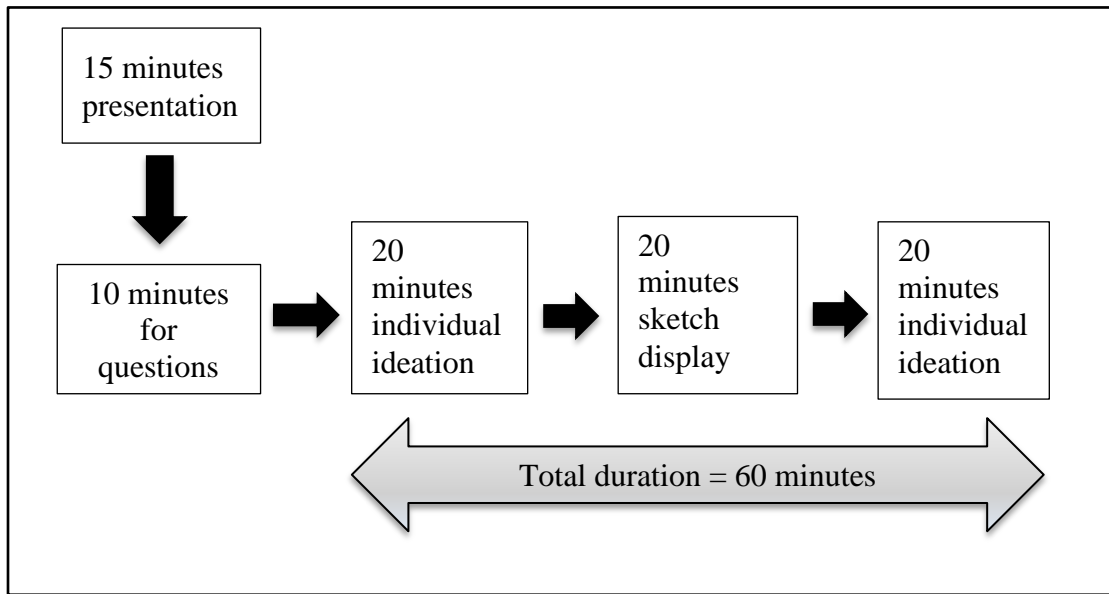 15 minutes
presentation
10 minutes
for
questions
20
minutes
individual
ideation
20
minutes
sketch
display
20
minutes
individual
ideation
Total duration = 60 minutes